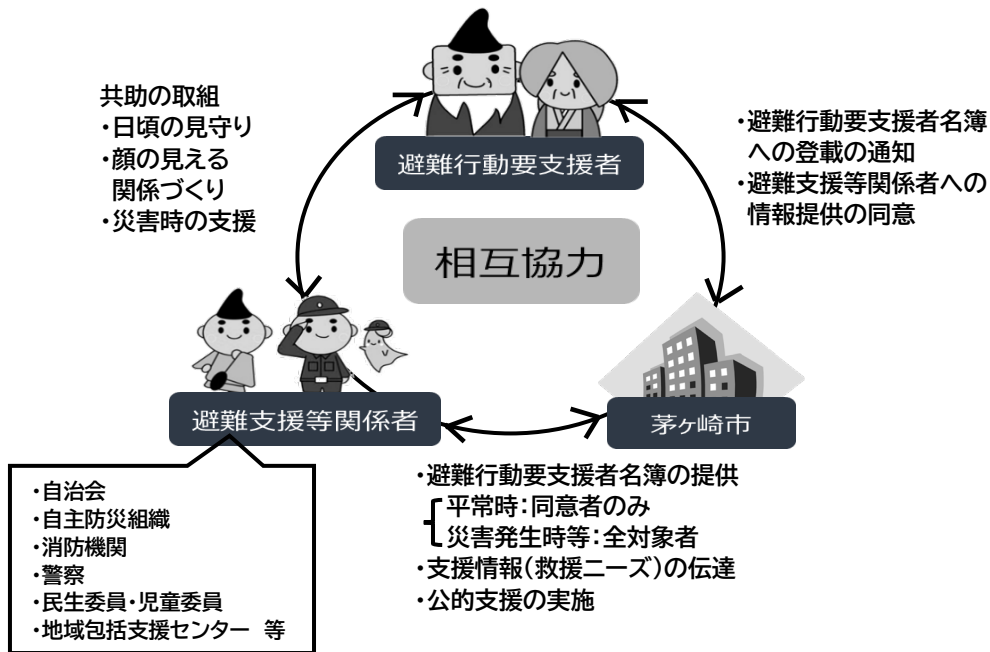 共助の取組
・日頃の見守り
・顔の見える
関係づくり
・災害時の支援
避難行動要支援者
・避難行動要支援者名簿
への登載の通知
・避難支援等関係者への
情報提供の同意
相互協力
避難支援等関係者
茅ヶ崎市
・自治会
・自主防災組織
・消防機関
・警察
・民生委員・児童委員
・地域包括支援センター 等
・避難行動要支援者名簿の提供
平常時：同意者のみ
災害発生時等：全対象者
・支援情報（救援ニーズ）の伝達
・公的支援の実施